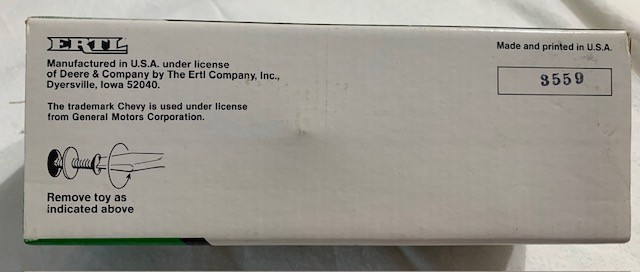 ERTL
Manufactured in U.S.A. under license
of Deere & Company by The Ertl Company, Inc.,
Dyersville, Iowa 52040.
The trademark Chevy is used under license
from General Motors Corporation.
Remove toy as
indicated above
Made and printed in U.S.A.
3559